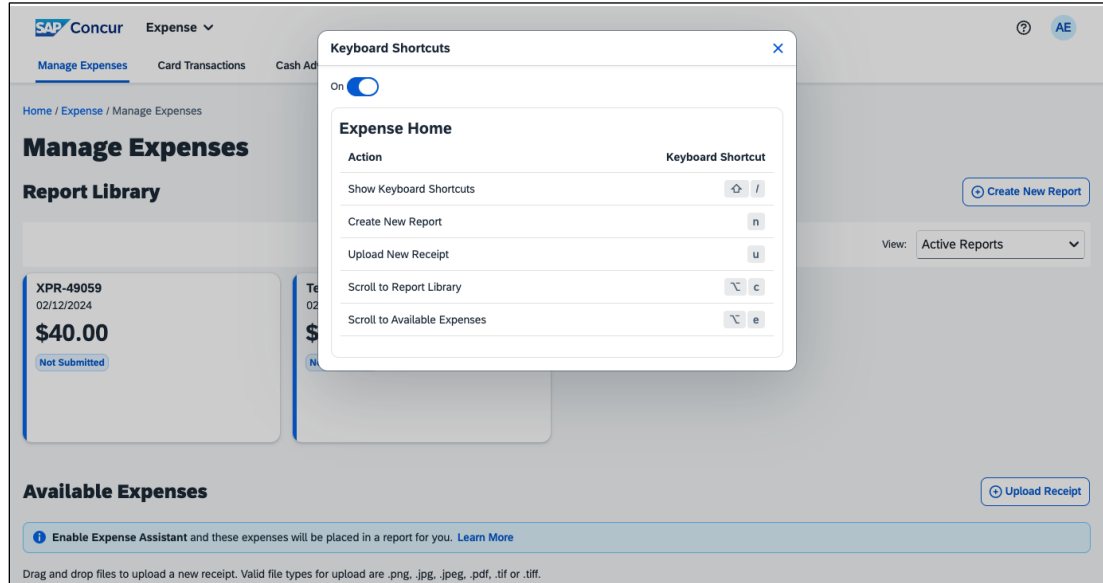 SAP Concur Expense
AE
Manage Expenses Card Transactions Cash Ad
Home / Expense / Manage Expenses
Manage Expenses
Report Library
Create New Report
View: Active Reports
XPR-49059
02/12/2024
$40.00
Not Submitted
Te
02
$
N
Keyboard Shortcuts
On
Expense Home
Action Keyboard Shortcut
Show Keyboard Shortcuts ⇧ /
Create New Report n
Upload New Receipt u
Scroll to Report Library ⌥ c
Scroll to Available Expenses ⌥ e
Available Expenses
Upload Receipt
Enable Expense Assistant and these expenses will be placed in a report for you. Learn More
Drag and drop files to upload a new receipt. Valid file types for upload are .png, .jpg, .jpeg, .pdf, .tif or .tiff.